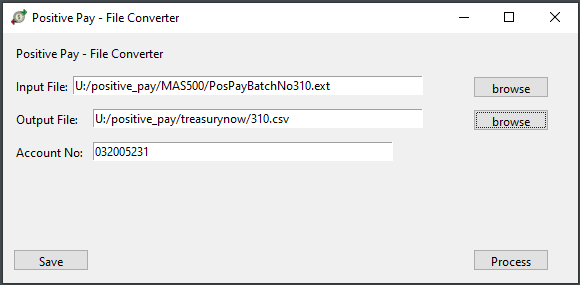 Positive Pay - File Converter
Positive Pay - File Converter
Input File: U:/positive_pay/MAS500/PosPayBatchNo310.ext browse
Output File: U:/positive_pay/treasurynow/310.csv browse
Account No: 032005231
Save Process